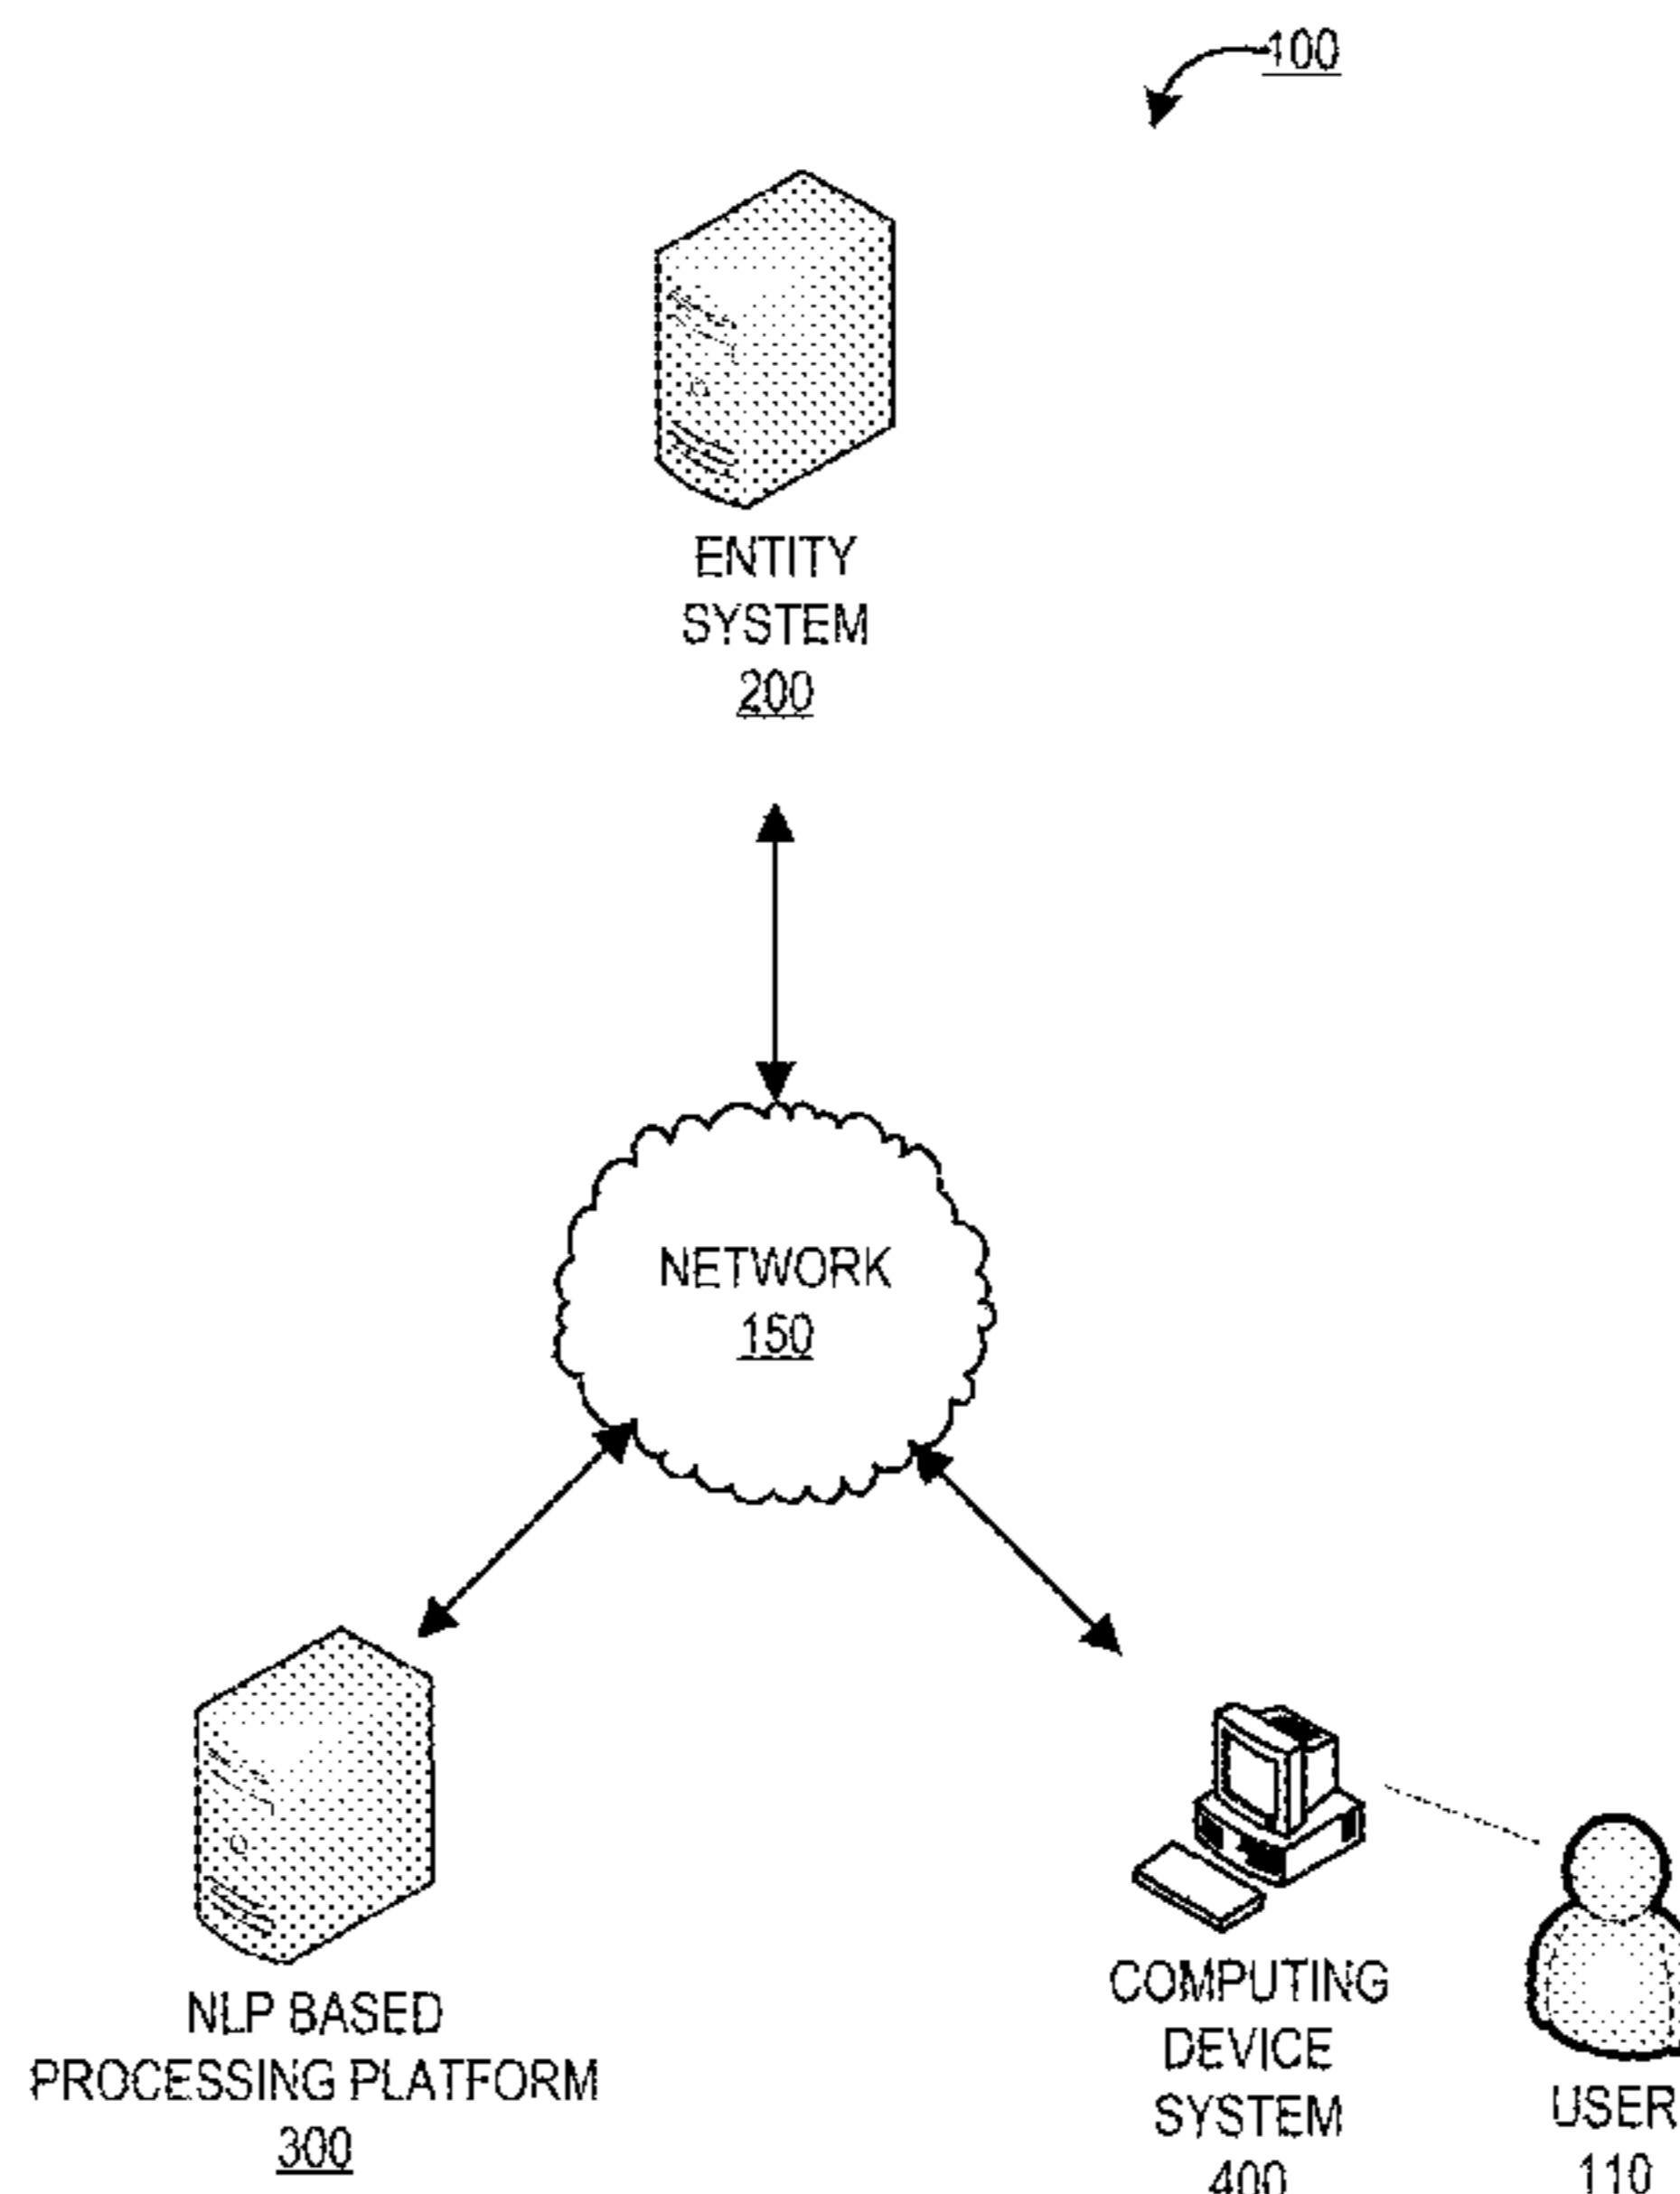 100
ENTITY
SYSTEM
200
NETWORK
150
NLP BASED
PROCESSING PLATFORM
300
COMPUTING
DEVICE
SYSTEM
400
USER
110